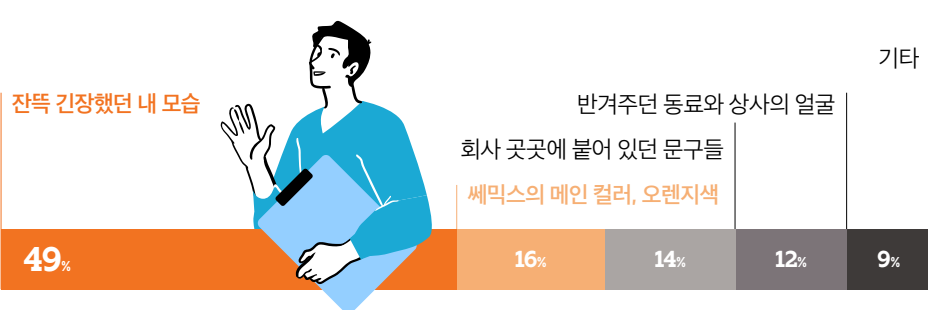 기타
잔뜩 긴장했던 내 모습
반겨주던 동료와 상사의 얼굴
회사 곳곳에 붙어 있던 문구들
쎄믹스의 메인 컬러, 오렌지색
49%
16%
14%
12%
9%